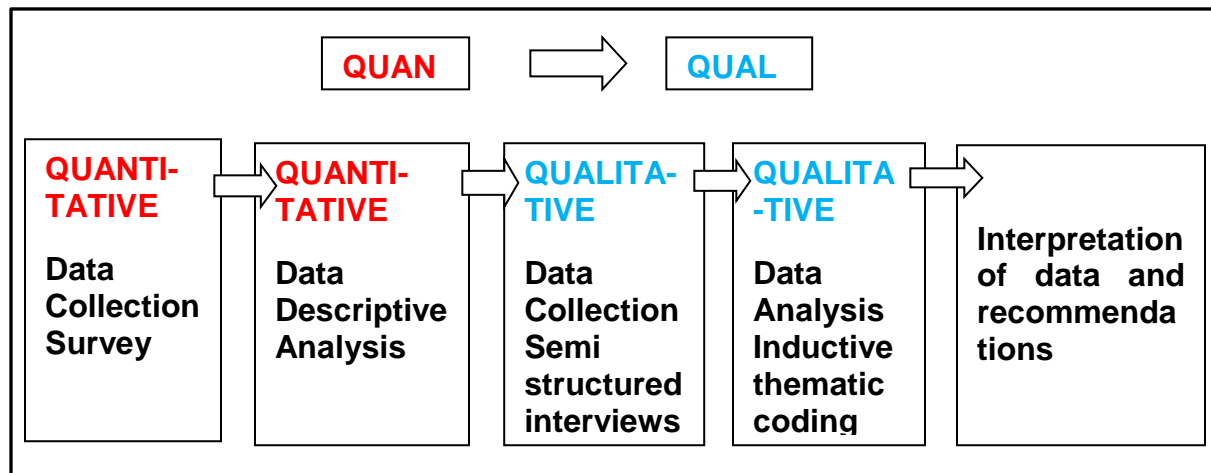 QUAN
QUAL
QUANTI-
TATIVE
Data
Collection
Survey
QUANTI-
TATIVE
Data
Descriptive
Analysis
QUALITA-
TIVE
Data
Collection
Semi
structured
interviews
QUALITA
-TIVE
Data
Analysis
Inductive
thematic
coding
Interpretation
of data and
recommenda
tions